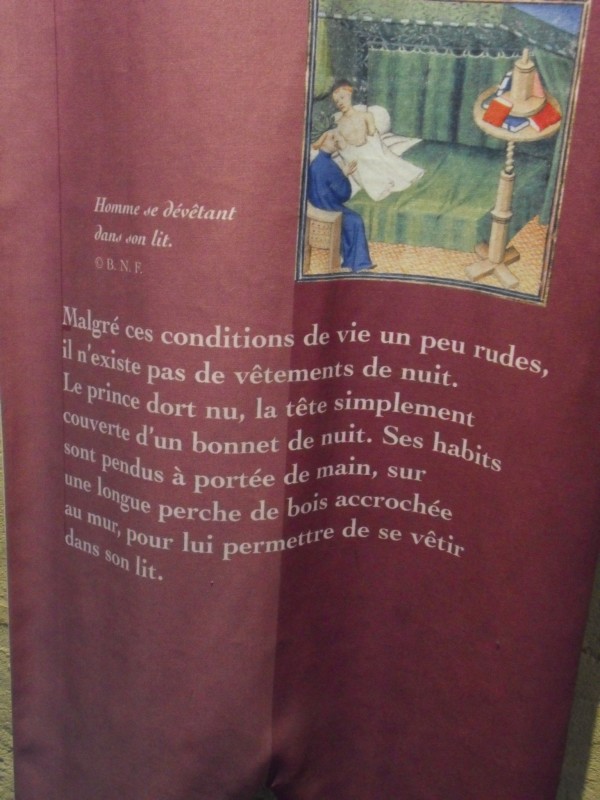 Homme se dévêtant
dans son lit.
© B. N. F.
Malgré ces conditions de vie un peu rudes,
il n'existe pas de vêtements de nuit.
Le prince dort nu, la tête simplement
couverte d'un bonnet de nuit. Ses habits
sont pendus à portée de main, sur
une longue perche de bois accrochée
au mur, pour lui permettre de se vêtir
dans son lit.